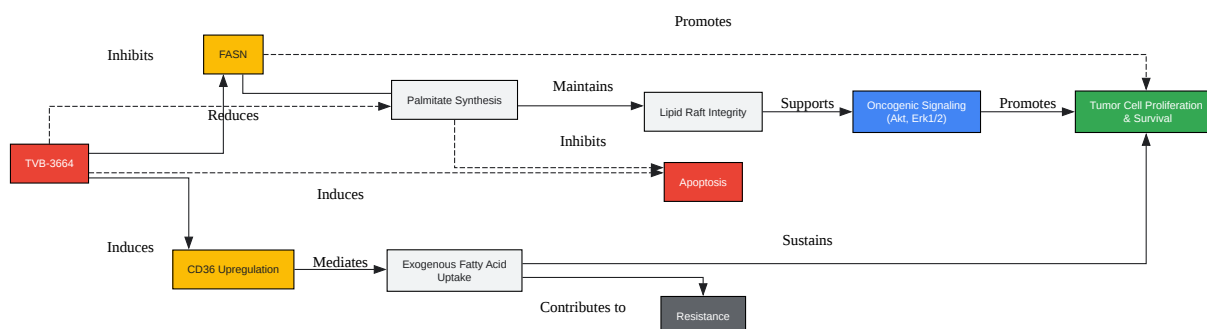 Promotes
Inhibits
FASN
Palmitate Synthesis
Maintains
Reduces
Lipid Raft Integrity
Supports
Oncogenic Signaling
(Akt, Erk1/2)
Promotes
Tumor Cell Proliferation
& Survival
TVB-3664
Inhibits
Apoptosis
Induces
Induces
CD36 Upregulation
Mediates
Exogenous Fatty Acid
Uptake
Sustains
Contributes to
Resistance